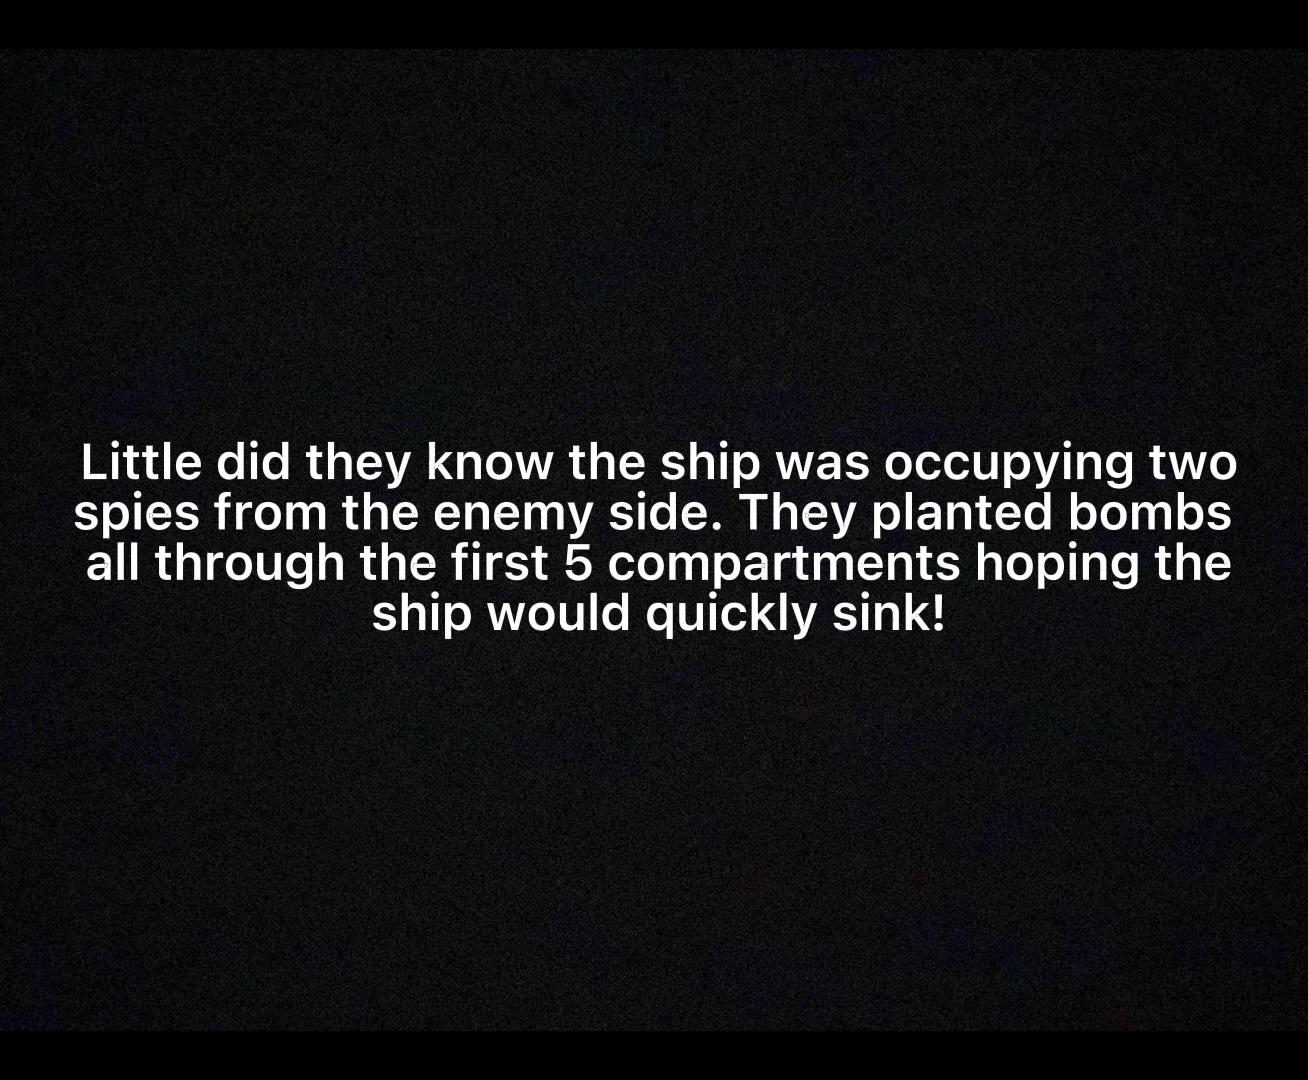 Little did they know the ship was occupying two
spies from the enemy side. They planted bombs
all through the first 5 compartments hoping the
ship would quickly sink!